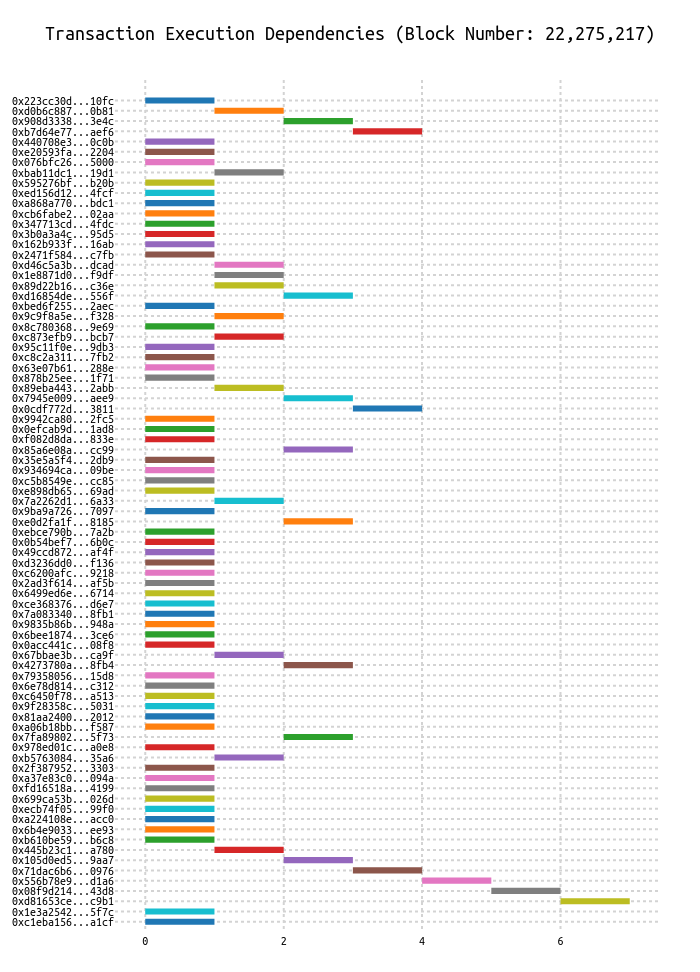 Transaction Execution Dependencies (Block Number: 22,275,217)
0x223cc30d...10fc
0xd0b6c887...0b81
0x908d3338...3e4c
0xb7d64e77...aef6
0x440708e3...0c0b
0xe20593fa...2204
0x076bfc26...5000
0xbab11dc1...19d1
0x595276bf...b20b
0xed156d12...4fcf
0xa868a770...bdc1
0xcb6fabe2...02aa
0x347713cd...4fdc
0x3b0a3a4c...95d5
0x162b933f...16ab
0x2471f584...c7fb
0xd46c5a3b...dcad
0x1e8871d0...f9df
0x89d22b16...c36e
0xd16854de...556f
0xbed6f255...2aec
0x9c9f8a5e...f328
0x8c780368...9e69
0xc873efb9...bcb7
0x95c11f0e...9db3
0xc8c2a311...7fb2
0x63e07b61...288e
0x878b25ee...1f71
0x89eba443...2abb
0x7945e009...aee9
0x0cdf772d...3811
0x9942ca80...2fc5
0x0efcab9d...1ad8
0xf082d8da...833e
0x85a6e08a...cc99
0x35e5a5f4...2db9
0x934694ca...09be
0xc5b8549e...cc85
0xe898db65...69ad
0x7a2262d1...6a33
0x9ba9a726...7097
0xe0d2fa1f...8185
0xebce790b...7a2b
0x0b54bef7...6b0c
0x49ccd872...af4f
0xd3236dd0...f136
0xc6200afc...9218
0x2ad3f614...af5b
0x6499ed6e...6714
0xce368376...d6e7
0x7a083340...8fb1
0x9835b86b...948a
0x6bee1874...3ce6
0x0acc441c...08f8
0x67bbae3b...ca9f
0x4273780a...8fb4
0x79358056...15d8
0x6e78d814...c312
0xc6450f78...a513
0x9f28358c...5031
0x81aa2400...2012
0xa06b18bb...f587
0x7fa89802...5f73
0x978ed01c...a0e8
0xb5763084...35a6
0x2f387952...3303
0xa37e83c0...094a
0xfd16518a...4199
0x699ca53b...026d
0xecb74f05...99f0
0xa224108e...acc0
0x6b4e9033...ee93
0xb610be59...b6c8
0x445b23c1...a780
0x105d0ed5...9aa7
0x71dac6b6...0976
0x556b78e9...d1a6
0x08f9d214...43d8
0xd81653ce...c9b1
0x1e3a2542...5f7c
0xc1eba156...a1cf
0 2 4 6